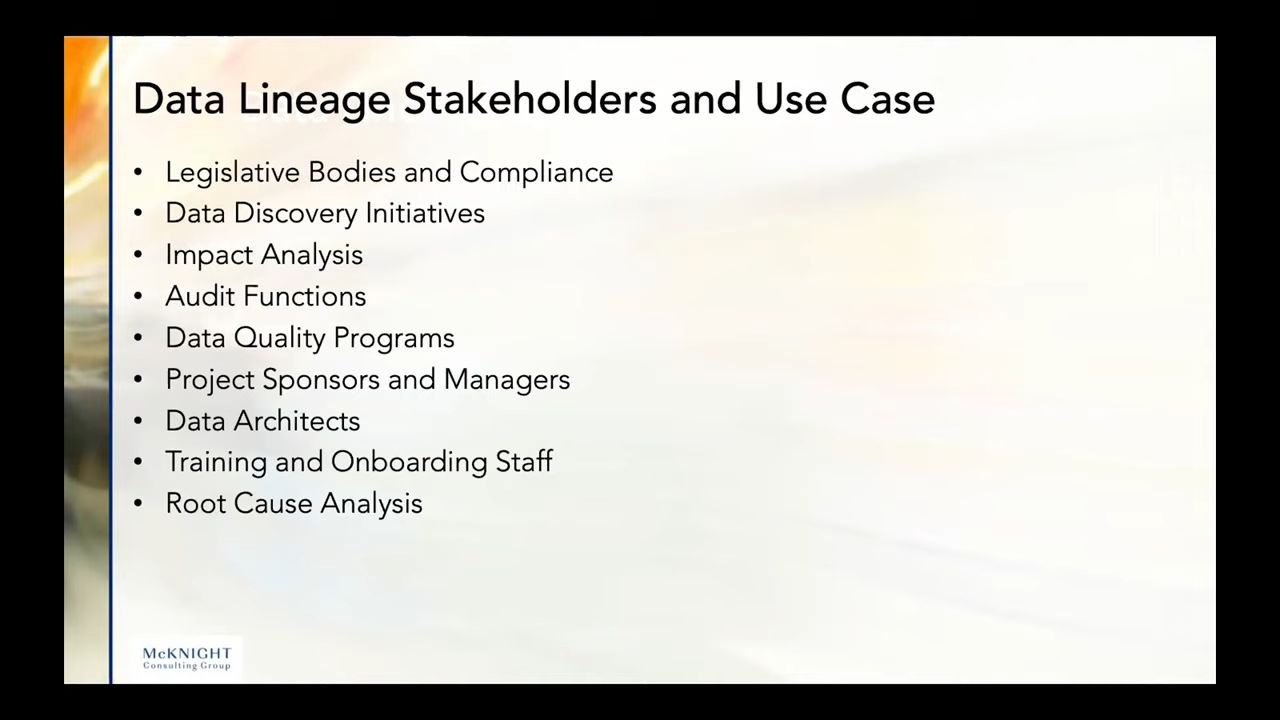 Data Lineage Stakeholders and Use Case
• Legislative Bodies and Compliance
• Data Discovery Initiatives
• Impact Analysis
• Audit Functions
• Data Quality Programs
• Project Sponsors and Managers
• Data Architects
• Training and Onboarding Staff
• Root Cause Analysis
McKNIGHT
Consulting Group